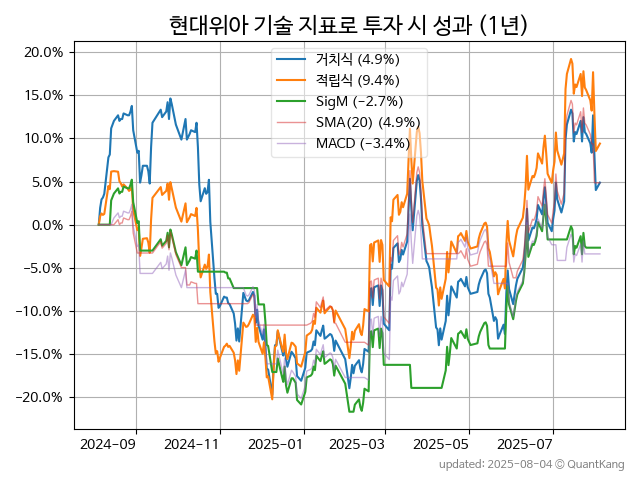 현대위아 기술 지표로 투자 시 성과 (1년)
거치식 (4.9%)
적립식 (9.4%)
SigM (−2.7%)
SMA(20) (4.9%)
MACD (−3.4%)
20.0%
15.0%
10.0%
5.0%
0.0%
−5.0%
−10.0%
−15.0%
−20.0%
2024-09 2024-11 2025-01 2025-03 2025-05 2025-07
updated: 2025-08-04 © QuantKang